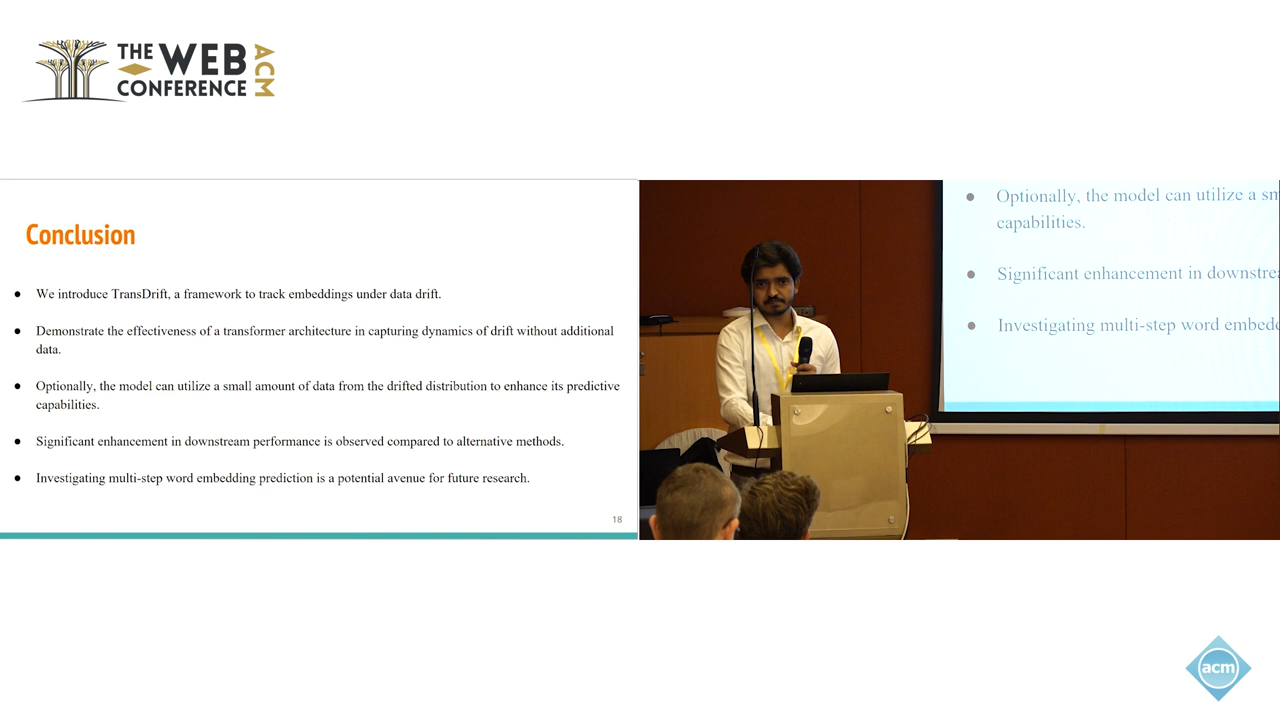 THE WEB
CONFERENCE
ACM
Conclusion
● We introduce TransDrift, a framework to track embeddings under data drift.
● Demonstrate the effectiveness of a transformer architecture in capturing dynamics of drift without additional
data.
● Optionally, the model can utilize a small amount of data from the drifted distribution to enhance its predictive
capabilities.
● Significant enhancement in downstream performance is observed compared to alternative methods.
● Investigating multi-step word embedding prediction is a potential avenue for future research.
18
● Optionally, the model can utilize a sm
capabilities.
● Significant enhancement in downstrea
● Investigating multi-step word embedd
acm